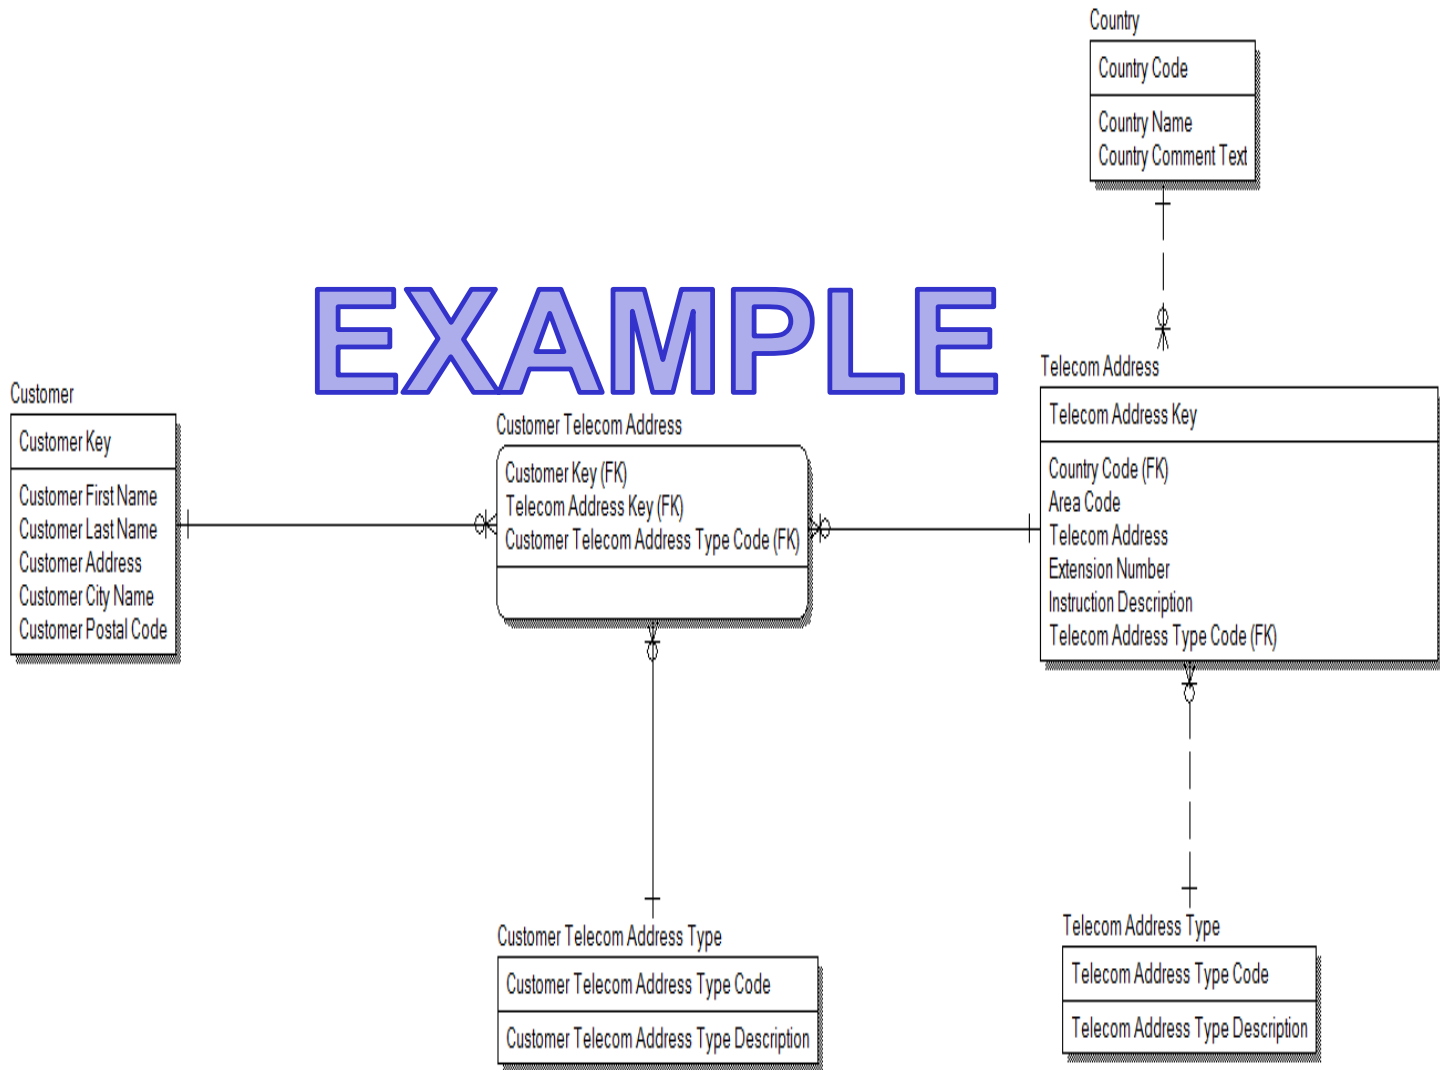 Country
Country Code
Country Name
Country Comment Text
EXAMPLE
Customer
Customer Key
Customer First Name
Customer Last Name
Customer Address
Customer City Name
Customer Postal Code
Customer Telecom Address
Customer Key (FK)
Telecom Address Key (FK)
Customer Telecom Address Type Code (FK)
Telecom Address
Telecom Address Key
Country Code (FK)
Area Code
Telecom Address
Extension Number
Instruction Description
Telecom Address Type Code (FK)
Customer Telecom Address Type
Customer Telecom Address Type Code
Customer Telecom Address Type Description
Telecom Address Type
Telecom Address Type Code
Telecom Address Type Description